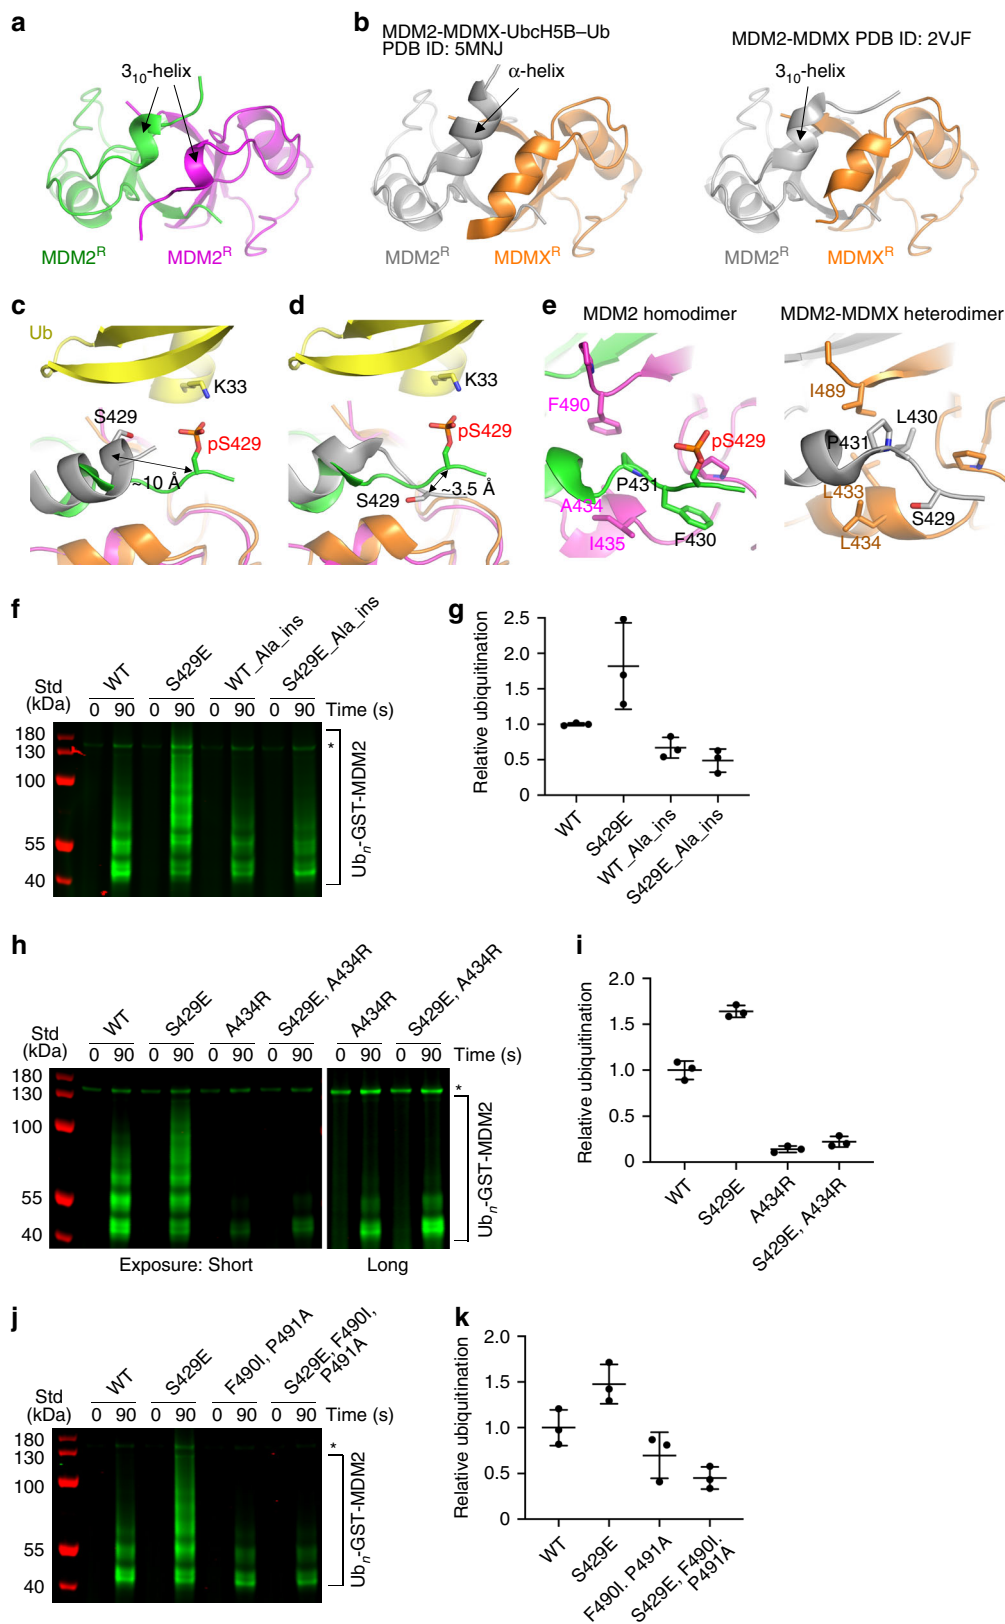 a
3₁₀-helix
MDM2ᴿ MDM2ᴿ
b
MDM2-MDMX-UbcH5B–Ub
PDB ID: 5MNJ
α-helix
MDM2ᴿ MDMXᴿ
MDM2-MDMX PDB ID: 2VJF
3₁₀-helix
MDM2ᴿ MDMXᴿ
c
Ub
K33
S429
pS429
~10 Å
d
K33
pS429
S429
~3.5 Å
e
MDM2 homodimer
F490
pS429
P431
A434
I435
F430
MDM2-MDMX heterodimer
I489
L430
P431
L433
S429
L434
f
WT S429E WT_Ala_ins S429E_Ala_ins
Std
(kDa)
0 90 0 90 0 90 0 90 Time (s)
180
130
100
55
40
*
Ubₙ-GST-MDM2
g
Relative ubiquitination
2.5
2.0
1.5
1.0
0.5
0
WT S429E WT_Ala_ins S429E_Ala_ins
h
WT S429E A434R S429E, A434R A434R S429E, A434R
Std
(kDa)
0 90 0 90 0 90 0 90 0 90 0 90 Time (s)
180
130
100
55
40
*
Ubₙ-GST-MDM2
Exposure: Short Long
i
Relative ubiquitination
2.0
1.5
1.0
0.5
0
WT S429E A434R S429E, A434R
j
WT S429E F490I, P491A S429E, F490I,
P491A
Std
(kDa)
0 90 0 90 0 90 0 90 Time (s)
180
130
100
55
40
*
Ubₙ-GST-MDM2
k
Relative ubiquitination
2.0
1.5
1.0
0.5
0
WT S429E F490I. P491A S429E, F490I,
P491A